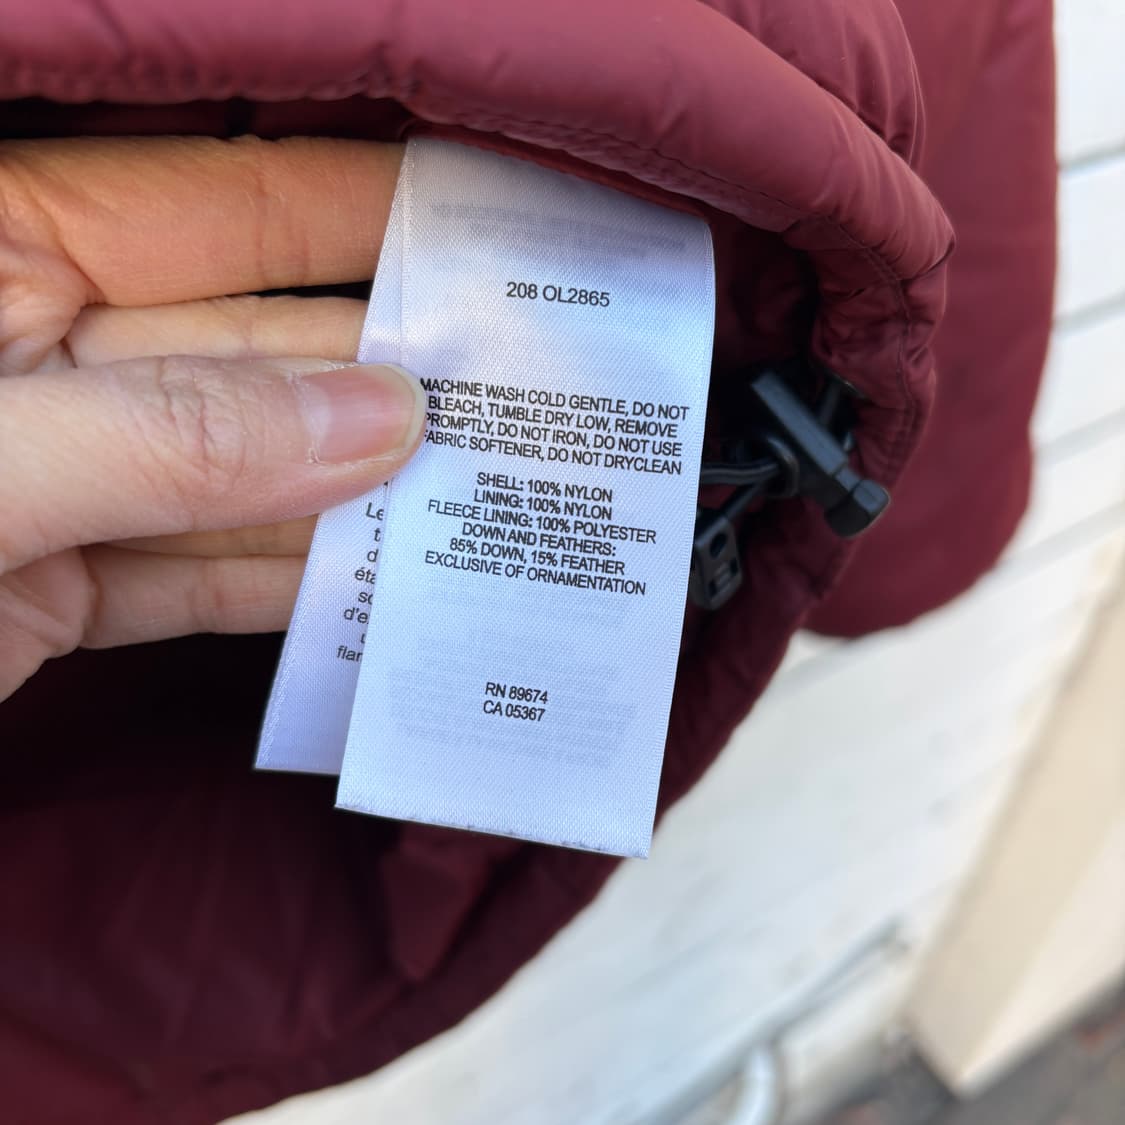 208 OL2865
MACHINE WASH COLD GENTLE, DO NOT
BLEACH, TUMBLE DRY LOW, REMOVE
PROMPTLY, DO NOT IRON, DO NOT USE
FABRIC SOFTENER, DO NOT DRYCLEAN
SHELL: 100% NYLON
LINING: 100% NYLON
FLEECE LINING: 100% POLYESTER
DOWN AND FEATHERS:
85% DOWN, 15% FEATHER
EXCLUSIVE OF ORNAMENTATION
RN 89674
CA 05367